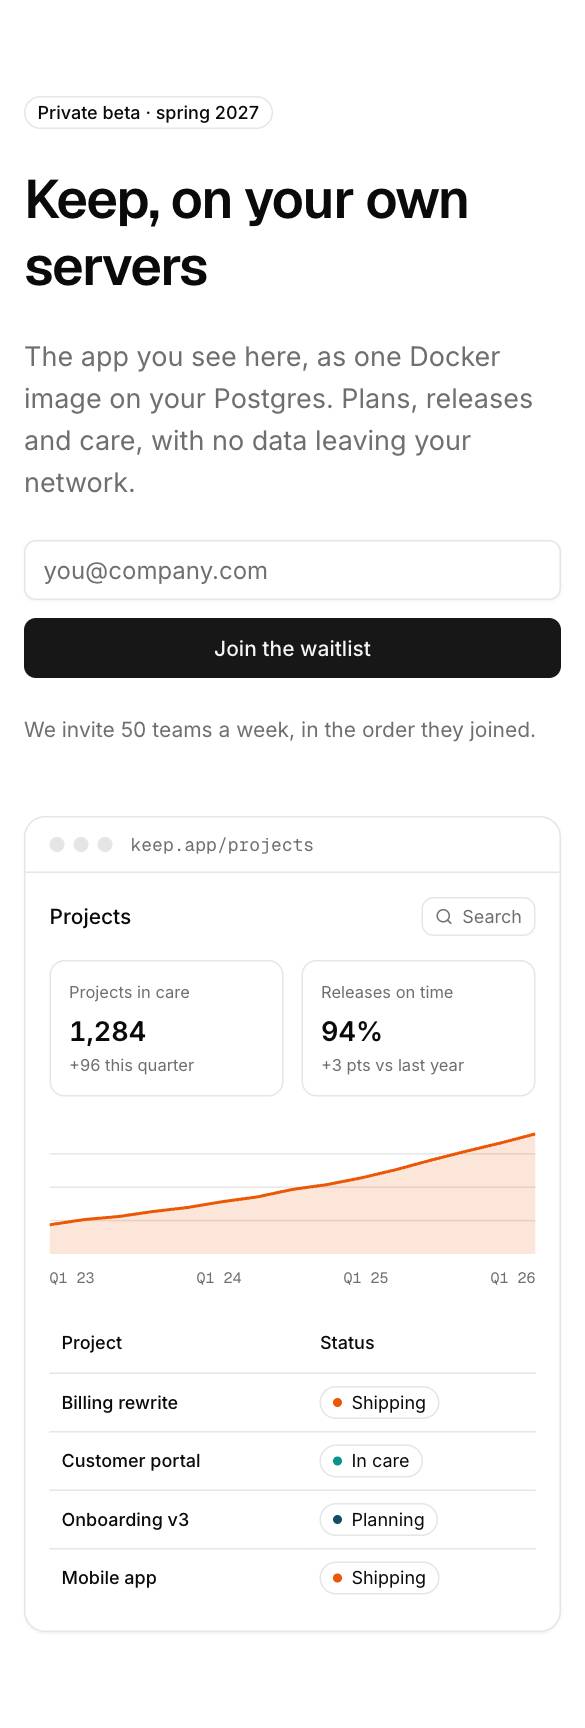 Private beta · spring 2027
Keep, on your own
servers
The app you see here, as one Docker
image on your Postgres. Plans, releases
and care, with no data leaving your
network.
you@company.com
Join the waitlist
We invite 50 teams a week, in the order they joined.
keep.app/projects
Projects
Search
Projects in care
1,284
+96 this quarter
Releases on time
94%
+3 pts vs last year
Q1 23 Q1 24 Q1 25 Q1 26
Project Status
Billing rewrite Shipping
Customer portal In care
Onboarding v3 Planning
Mobile app Shipping